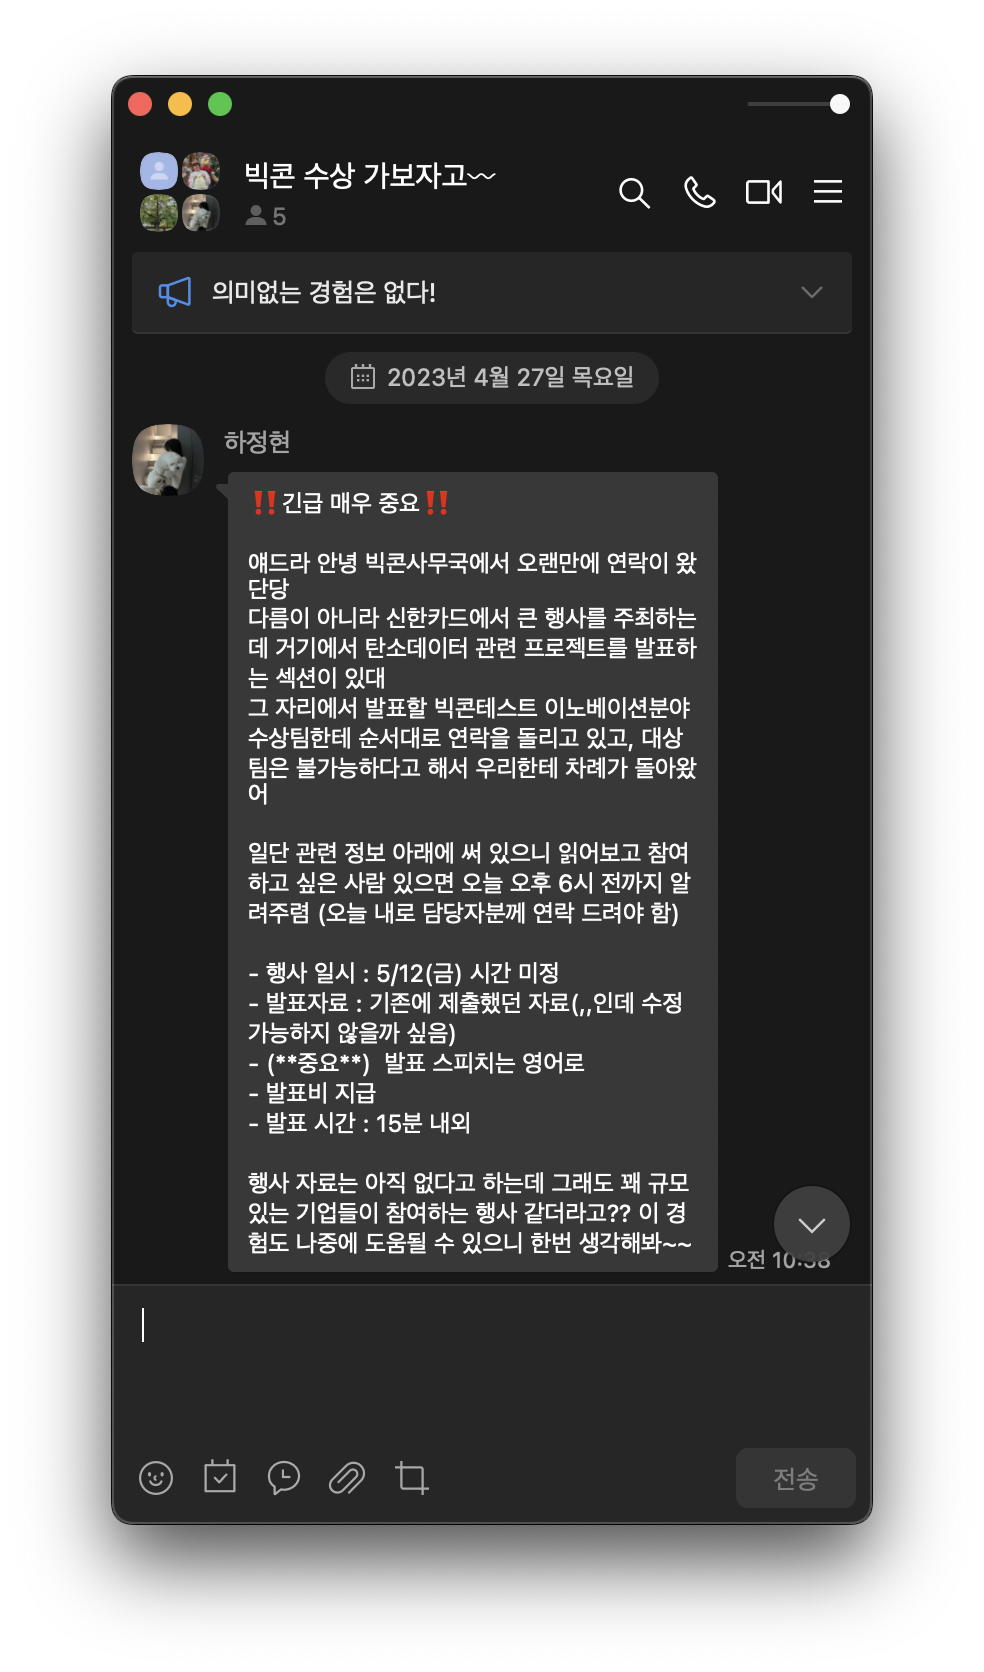 빅콘 수상 가보자고~
5
의미없는 경험은 없다!
2023년 4월 27일 목요일
하정현
‼️긴급 매우 중요‼️
얘드라 안녕 빅콘사무국에서 오랜만에 연락이 왔
단당
다름이 아니라 신한카드에서 큰 행사를 주최하는
데 거기에서 탄소데이터 관련 프로젝트를 발표하
는 섹션이 있대
그 자리에서 발표할 빅콘테스트 이노베이션분야
수상팀한테 순서대로 연락을 돌리고 있고, 대상
팀은 불가능하다고 해서 우리한테 차례가 돌아왔
어
일단 관련 정보 아래에 써 있으니 읽어보고 참여
하고 싶은 사람 있으면 오늘 오후 6시 전까지 알
려주렴 (오늘 내로 담당자분께 연락 드려야 함)
- 행사 일시 : 5/12(금) 시간 미정
- 발표자료 : 기존에 제출했던 자료(,,인데 수정
가능하지 않을까 싶음)
- (**중요**)  발표 스피치는 영어로
- 발표비 지급
- 발표 시간 : 15분 내외
행사 자료는 아직 없다고 하는데 그래도 꽤 규모
있는 기업들이 참여하는 행사 같더라고?? 이 경
험도 나중에 도움될 수 있으니 한번 생각해봐~~
오전 10:38
전송